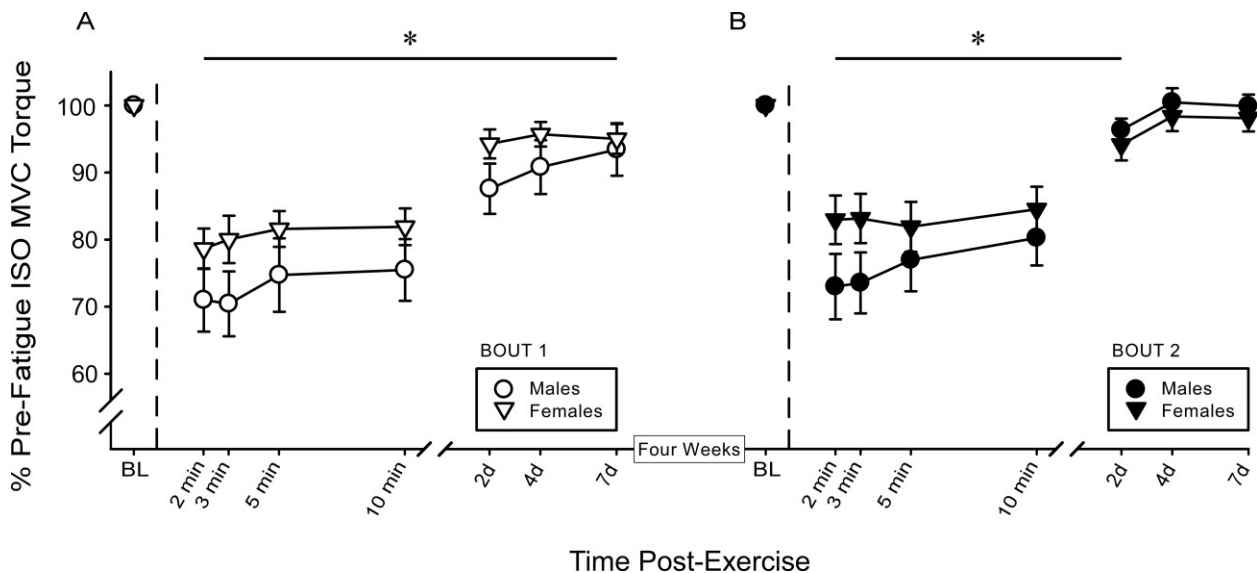 A
B
*
*
% Pre-Fatigue ISO MVC Torque
100
90
80
70
60
BOUT 1
Males
Females
BOUT 2
Males
Females
Four Weeks
BL
2 min
3 min
5 min
10 min
2d
4d
7d
BL
2 min
3 min
5 min
10 min
2d
4d
7d
Time Post-Exercise